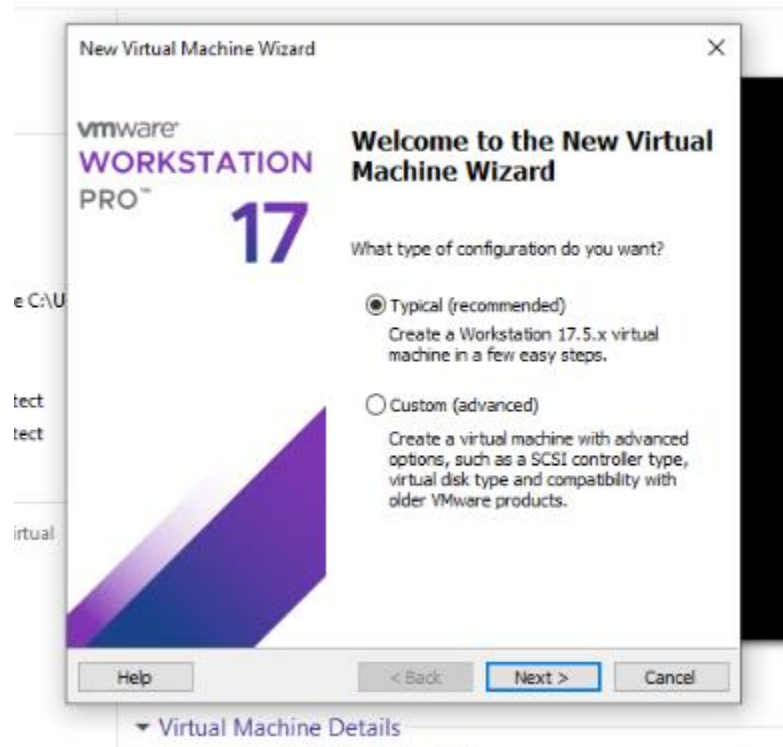 New Virtual Machine Wizard
vmware
WORKSTATION
PRO™
17
Welcome to the New Virtual
Machine Wizard
What type of configuration do you want?
Typical (recommended)
Create a Workstation 17.5.x virtual
machine in a few easy steps.
Custom (advanced)
Create a virtual machine with advanced
options, such as a SCSI controller type,
virtual disk type and compatibility with
older VMware products.
e C:\U
tect
tect
irtual
Help
< Back
Next >
Cancel
Virtual Machine Details